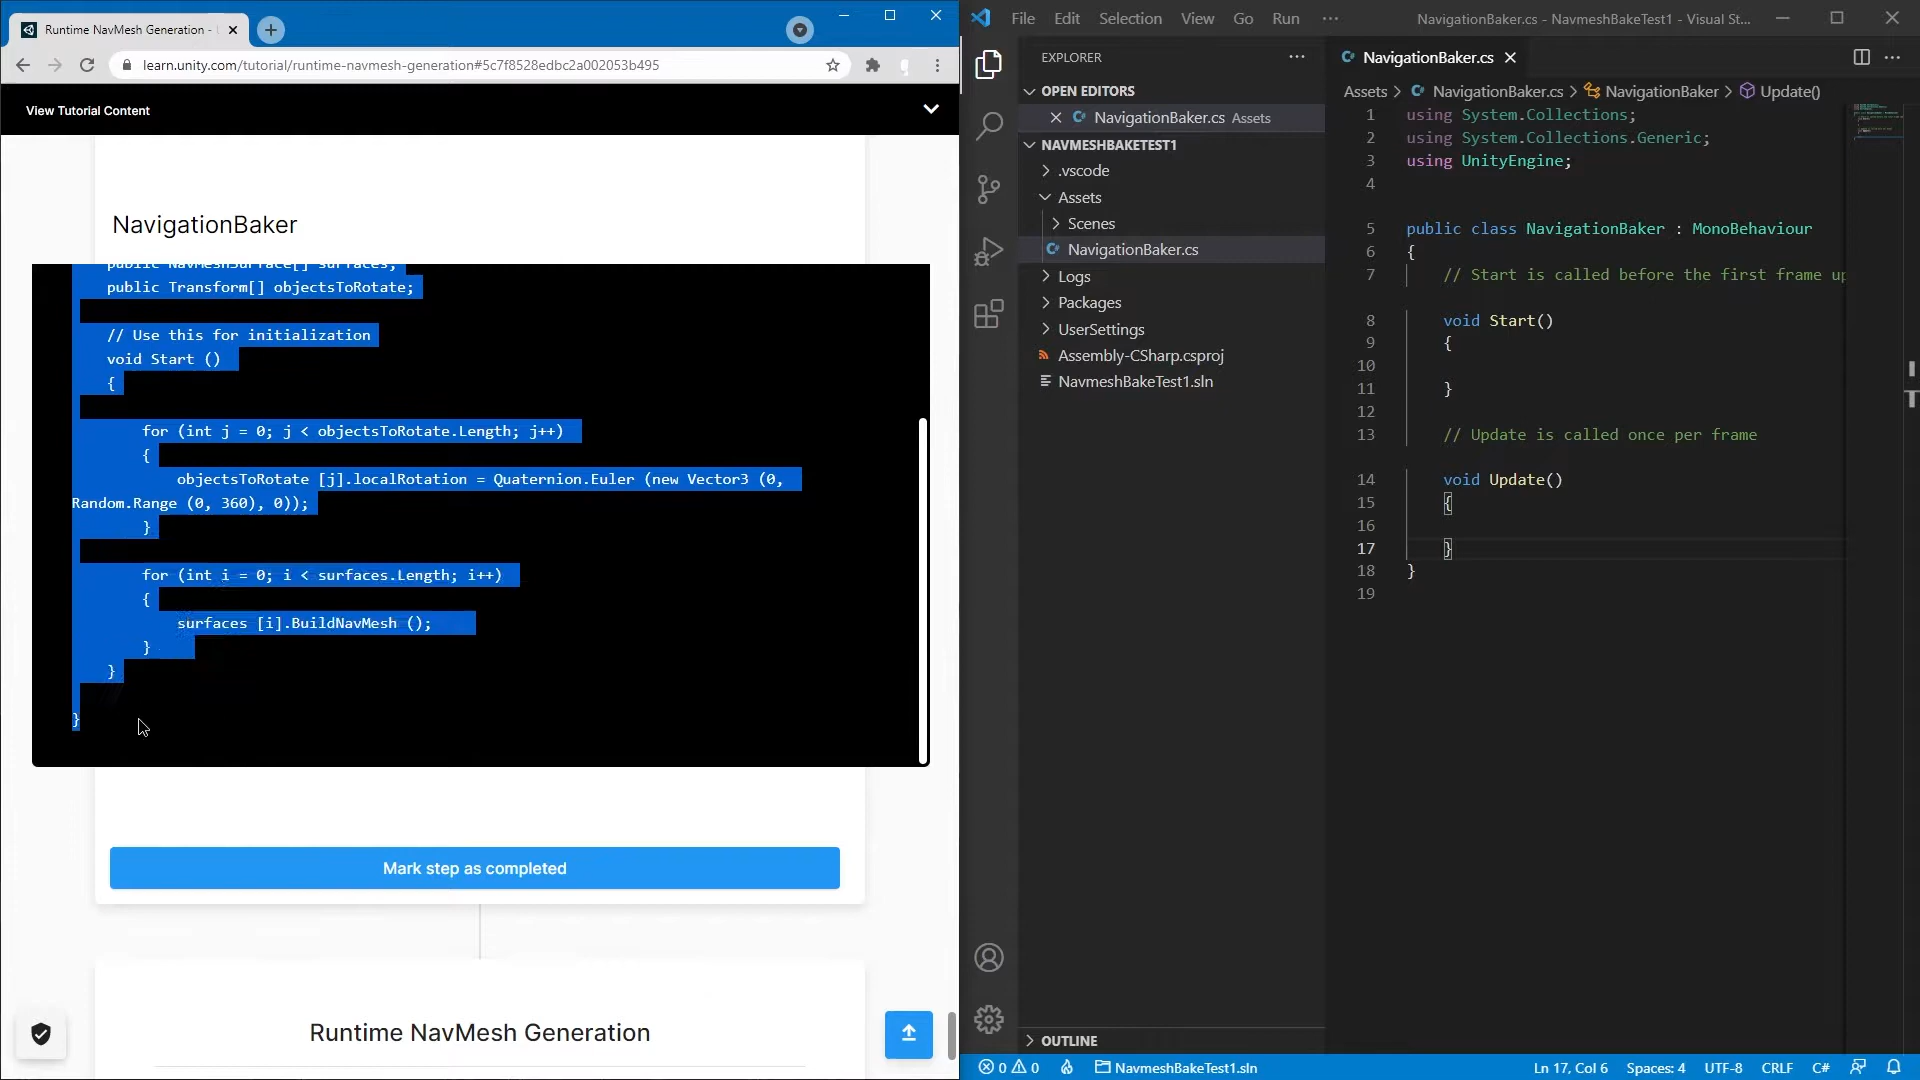 Runtime NavMesh Generation -
learn.unity.com/tutorial/runtime-navmesh-generation#5c7f8528edbc2a002053b495
View Tutorial Content
NavigationBaker
public NavMeshSurface[] surfaces;
public Transform[] objectsToRotate;
// Use this for initialization
void Start ()
{
for (int j = 0; j < objectsToRotate.Length; j++)
{
objectsToRotate [j].localRotation = Quaternion.Euler (new Vector3 (0,
Random.Range (0, 360), 0));
}
for (int i = 0; i < surfaces.Length; i++)
{
surfaces [i].BuildNavMesh ();
}
}
}
Mark step as completed
Runtime NavMesh Generation
File Edit Selection View Go Run ··· NavigationBaker.cs - NavmeshBakeTest1 - Visual St...
EXPLORER
OPEN EDITORS
NavigationBaker.cs Assets
NAVMESHBAKETEST1
.vscode
Assets
Scenes
NavigationBaker.cs
Logs
Packages
UserSettings
Assembly-CSharp.csproj
NavmeshBakeTest1.sln
OUTLINE
NavigationBaker.cs
Assets > NavigationBaker.cs > NavigationBaker > Update()
1 using System.Collections;
2 using System.Collections.Generic;
3 using UnityEngine;
4
5 public class NavigationBaker : MonoBehaviour
6 {
7 // Start is called before the first frame up
8 void Start()
9 {
10
11 }
12
13 // Update is called once per frame
14 void Update()
15 {
16
17 }
18 }
19
0 0 NavmeshBakeTest1.sln Ln 17, Col 6 Spaces: 4 UTF-8 CRLF C#